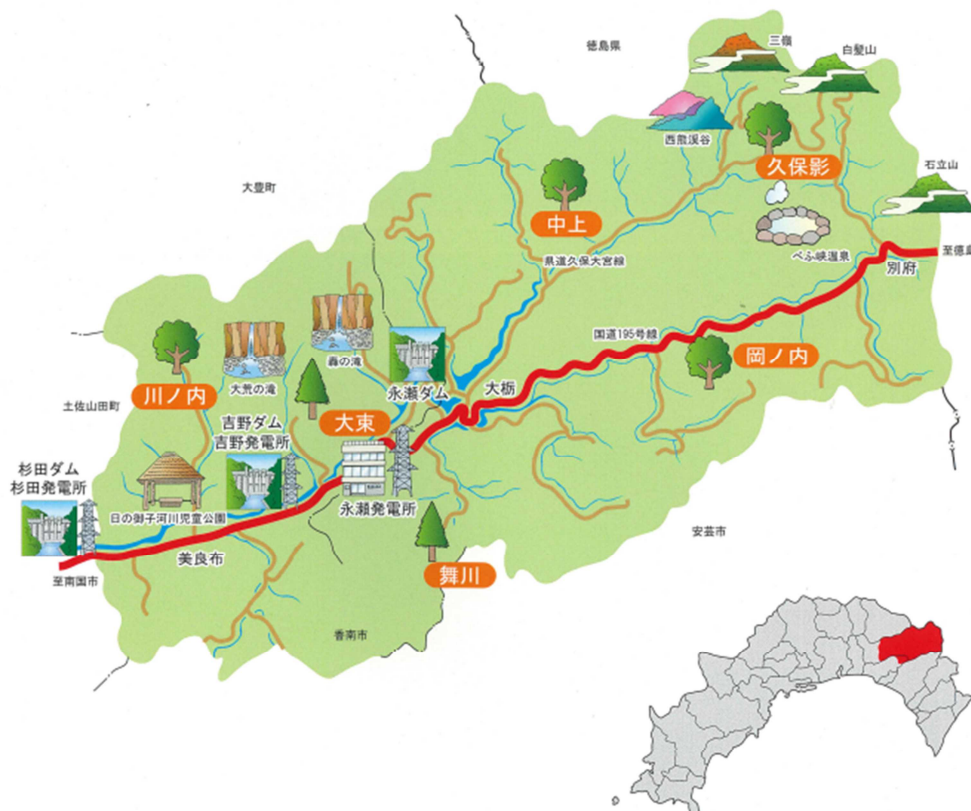 徳島県
三嶺
白髪山
西熊渓谷
久保影
大豊町
石立山
中上
べふ峡温泉
県道久保大宮線
至徳島
別府
国道195号線
轟の滝
岡ノ内
大荒の滝
永瀬ダム
大栃
川ノ内
土佐山田町
吉野ダム
吉野発電所
大東
杉田ダム
杉田発電所
日の御子河川児童公園
永瀬発電所
安芸市
美良布
至南国市
舞川
香南市